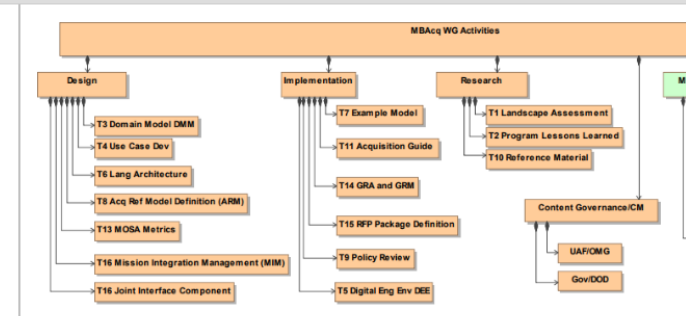 MBAcq WG Activities
Design
Implementation
Research
M
T3 Domain Model DMM
T4 Use Case Dev
T6 Lang Architecture
T8 Acq Ref Model Definition (ARM)
T13 MOSA Metrics
T16 Mission Integration Management (MIM)
T16 Joint Interface Component
T7 Example Model
T11 Acquisition Guide
T14 GRA and GRM
T15 RFP Package Definition
T9 Policy Review
T5 Digital Eng Env DEE
T1 Landscape Assessment
T2 Program Lessons Learned
T10 Reference Material
Content Governance/CM
UAF/OMG
Gov/DOD